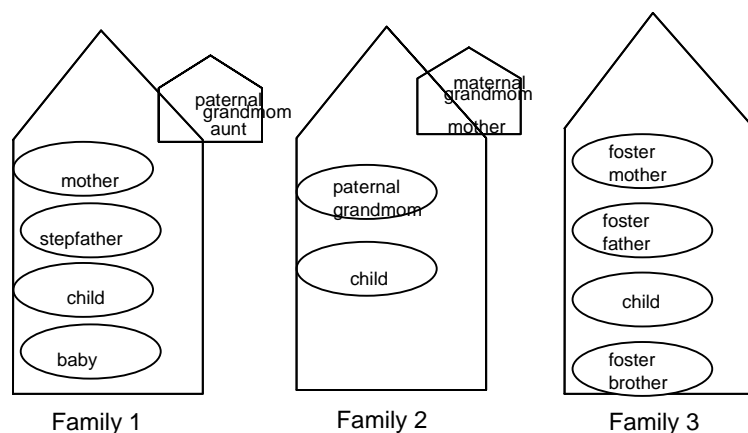 paternal
grandmom
aunt
mother
stepfather
child
baby
Family 1
maternal
grandmom
mother
paternal
grandmom
child
Family 2
foster
mother
foster
father
child
foster
brother
Family 3